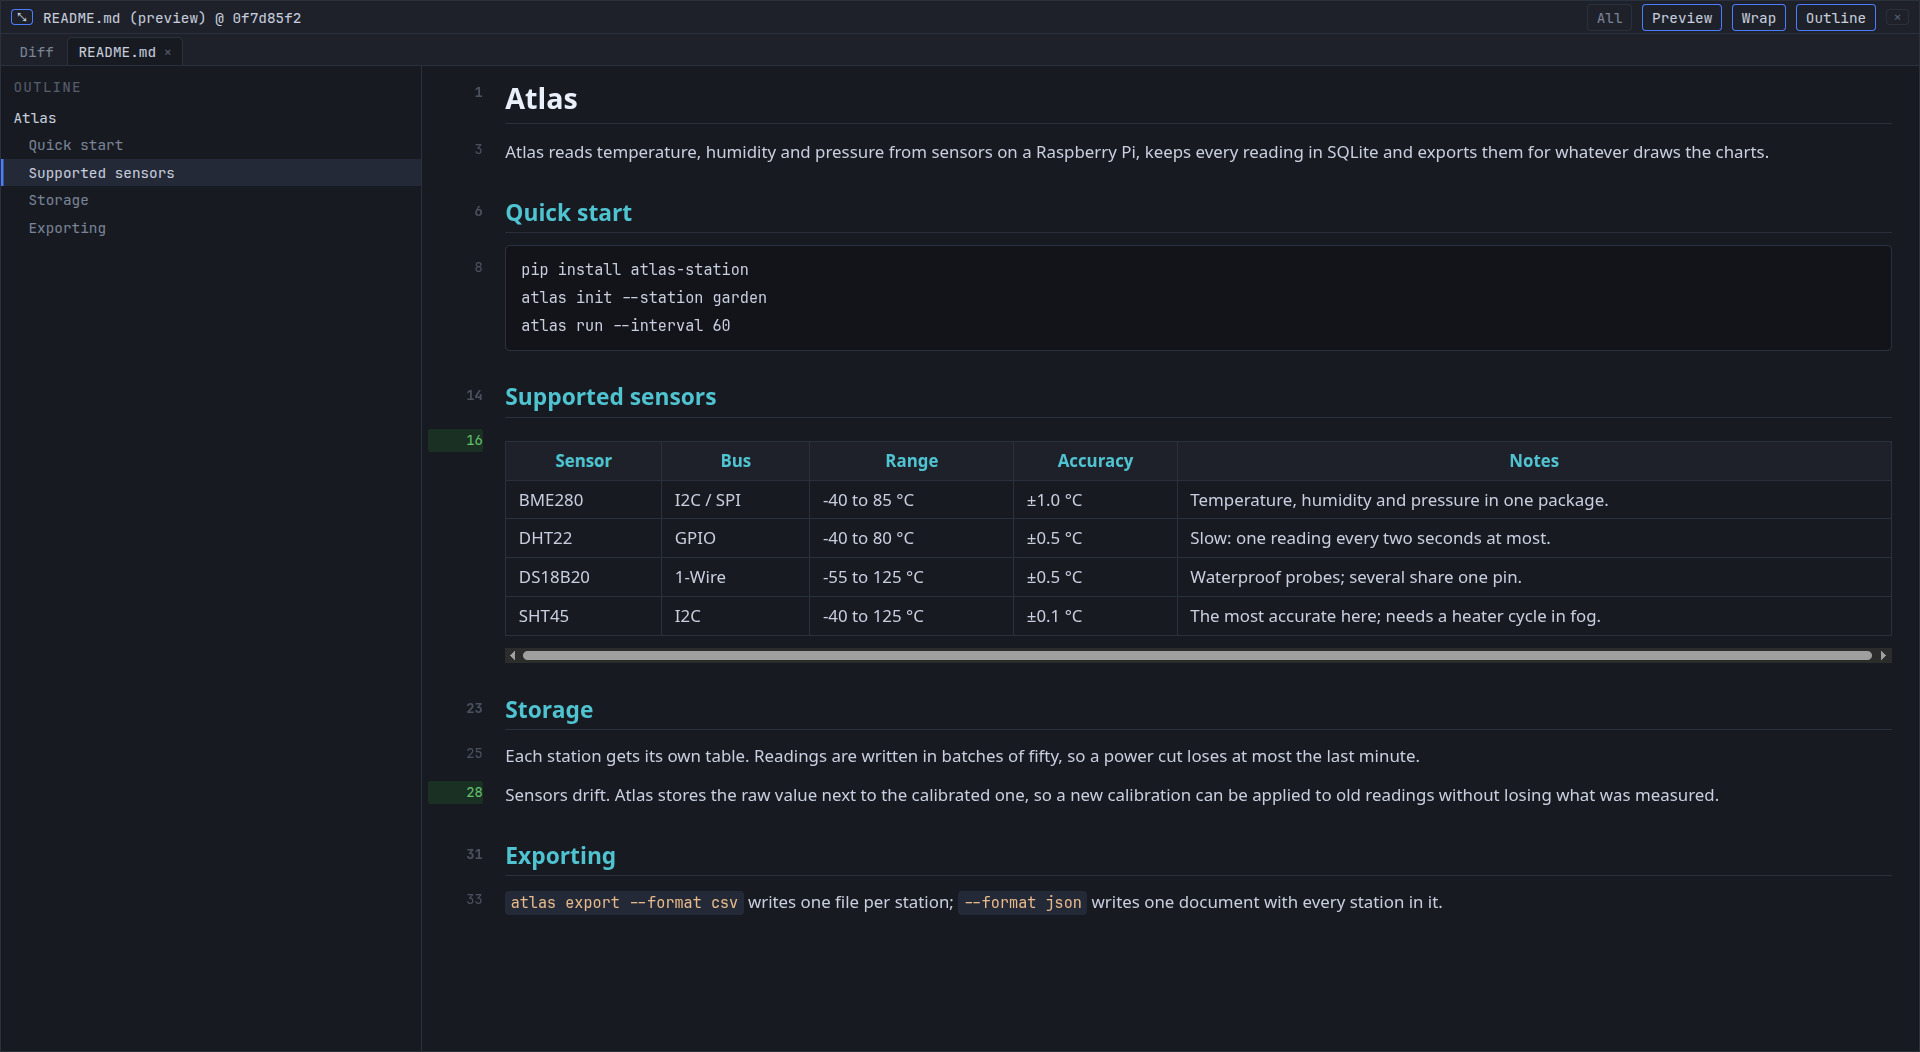 README.md (preview) @ 0f7d85f2
All Preview Wrap Outline ×
Diff README.md ×
OUTLINE
Atlas
Quick start
Supported sensors
Storage
Exporting
1 Atlas
3 Atlas reads temperature, humidity and pressure from sensors on a Raspberry Pi, keeps every reading in SQLite and exports them for whatever draws the charts.
6 Quick start
8 pip install atlas-station
atlas init --station garden
atlas run --interval 60
14 Supported sensors
16
Sensor Bus Range Accuracy Notes
BME280 I2C / SPI -40 to 85 °C ±1.0 °C Temperature, humidity and pressure in one package.
DHT22 GPIO -40 to 80 °C ±0.5 °C Slow: one reading every two seconds at most.
DS18B20 1-Wire -55 to 125 °C ±0.5 °C Waterproof probes; several share one pin.
SHT45 I2C -40 to 125 °C ±0.1 °C The most accurate here; needs a heater cycle in fog.
23 Storage
25 Each station gets its own table. Readings are written in batches of fifty, so a power cut loses at most the last minute.
28 Sensors drift. Atlas stores the raw value next to the calibrated one, so a new calibration can be applied to old readings without losing what was measured.
31 Exporting
33 atlas export --format csv writes one file per station; --format json writes one document with every station in it.